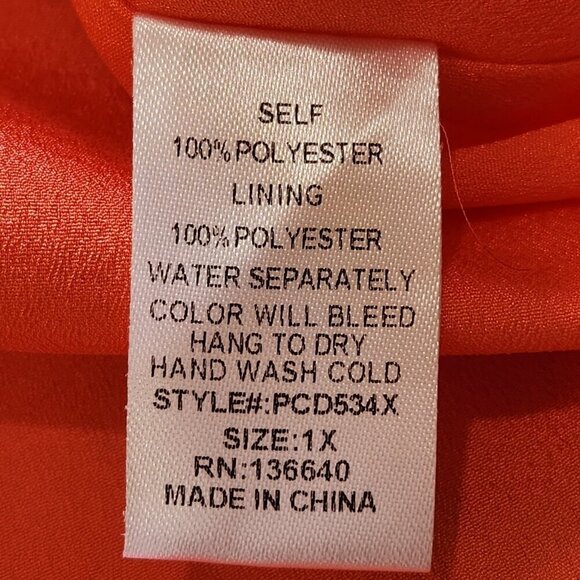 SELF
100% POLYESTER
LINING
100% POLYESTER
WATER SEPARATELY
COLOR WILL BLEED
HANG TO DRY
HAND WASH COLD
STYLE#:PCD534X
SIZE:1X
RN:136640
MADE IN CHINA